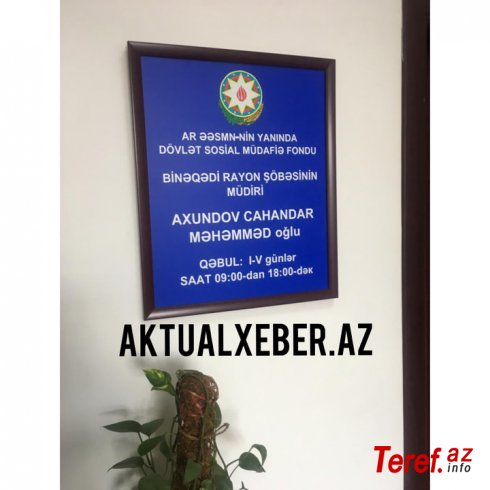 AR ƏƏSMN-NİN YANINDA
DÖVLƏT SOSİAL MÜDAFİƏ FONDU
BİNƏQƏDİ RAYON ŞÖBƏSİNİN
MÜDİRİ
AXUNDOV CAHANDAR
MƏHƏMMƏD oğlu
QƏBUL: I-V günlər
SAAT 09:00-dan 18:00-dək
AKTUALXEBER.AZ
Teref.az
info